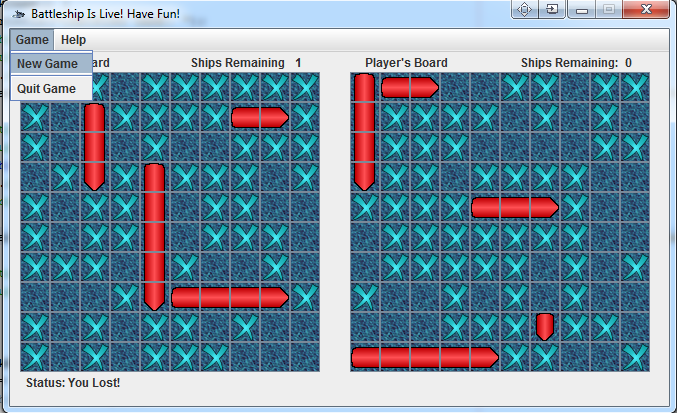 Battleship Is Live! Have Fun!
Game Help
New Game
Quit Game
ard Ships Remaining 1
Player's Board Ships Remaining: 0
Status: You Lost!